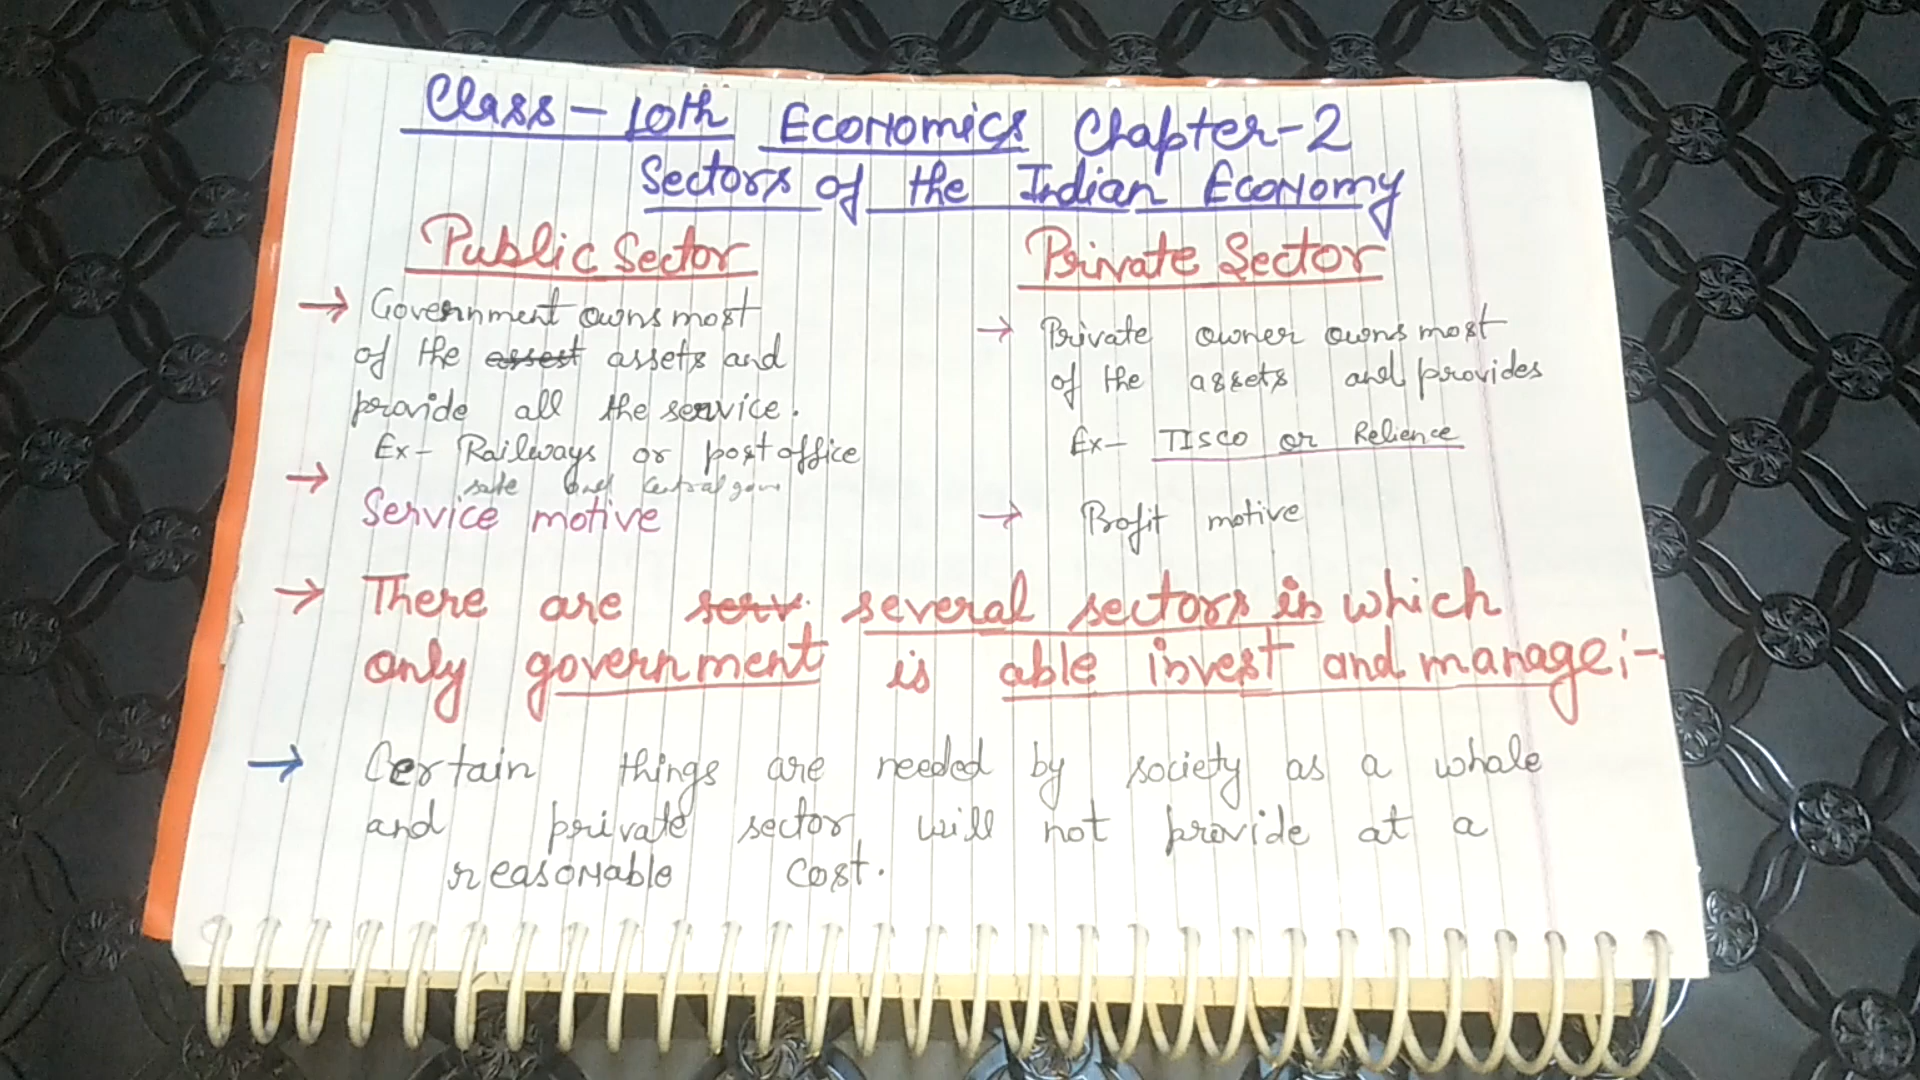 Class - 10th Economics Chapter-2
Sectors of the Indian Economy
Public Sector
→ Government owns most
of the assest assets and
provide all the service.
Ex- Railways or post office
Central gov
→ Service motive
Private Sector
→ Private owner owns most
of the assets and provides
Ex- TISCO or Relience
→ Profit motive
→ There are serv. several sectors in which
only government is able invest and manage:-
→ Certain things are needed by society as a whole
and private sector will not provide at a
reasonable cost.